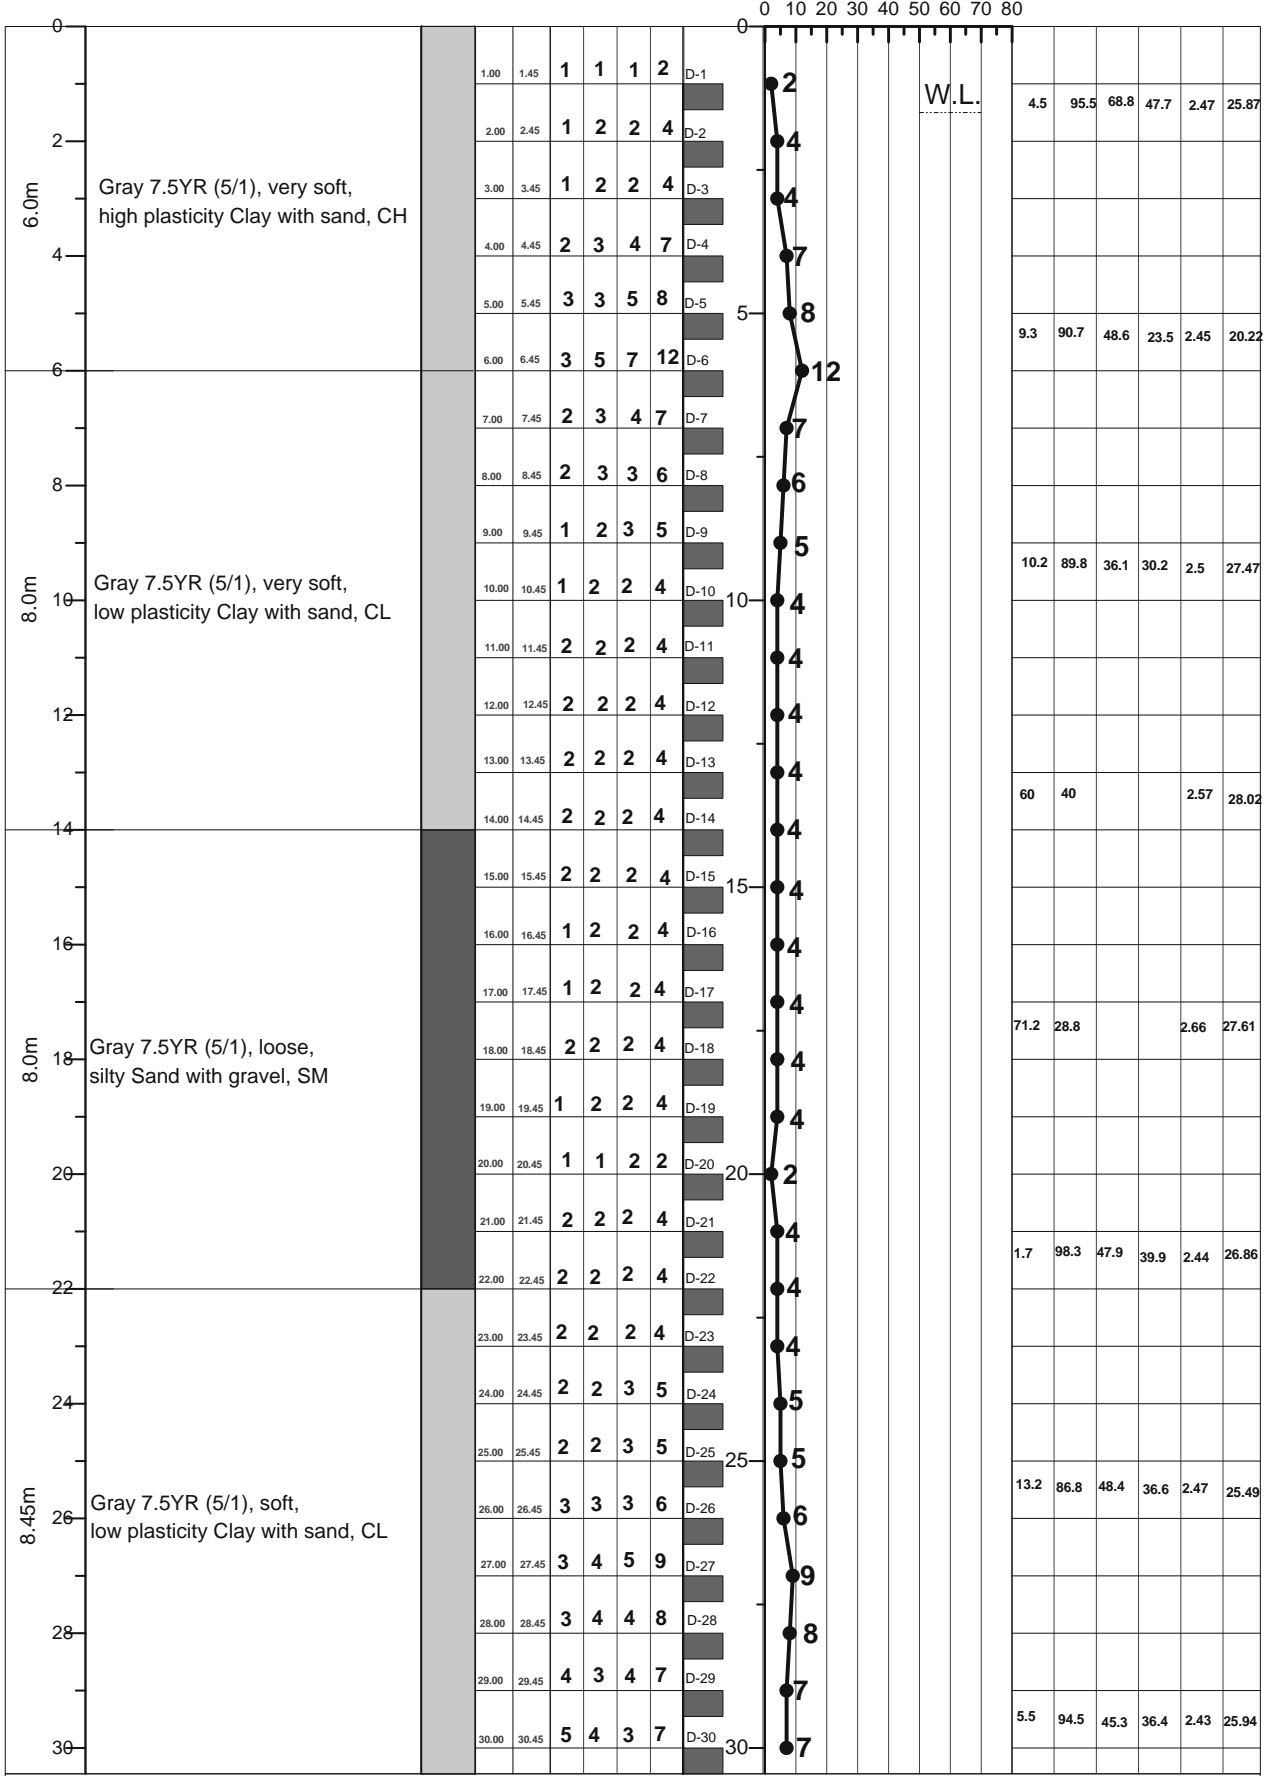 0 10 20 30 40 50 60 70 80
0 0
1.00 1.45 1 1 1 2 D-1 2 W.L. 4.5 95.5 68.8 47.7 2.47 25.87
2 2.00 2.45 1 2 2 4 D-2 4
6.0m
Gray 7.5YR (5/1), very soft,
high plasticity Clay with sand, CH
3.00 3.45 1 2 2 4 D-3 4
4 4.00 4.45 2 3 4 7 D-4 7
5.00 5.45 3 3 5 8 D-5 5 8 9.3 90.7 48.6 23.5 2.45 20.22
6 6.00 6.45 3 5 7 12 D-6 12
7.00 7.45 2 3 4 7 D-7 7
8 8.00 8.45 2 3 3 6 D-8 6
9.00 9.45 1 2 3 5 D-9 5 10.2 89.8 36.1 30.2 2.5 27.47
8.0m
Gray 7.5YR (5/1), very soft,
low plasticity Clay with sand, CL
10 10.00 10.45 1 2 2 4 D-10 10 4
11.00 11.45 2 2 2 4 D-11 4
12 12.00 12.45 2 2 2 4 D-12 4
13.00 13.45 2 2 2 4 D-13 4 60 40 2.57 28.02
14 14.00 14.45 2 2 2 4 D-14 4
15.00 15.45 2 2 2 4 D-15 15 4
16 16.00 16.45 1 2 2 4 D-16 4
17.00 17.45 1 2 2 4 D-17 4 71.2 28.8 2.66 27.61
8.0m
Gray 7.5YR (5/1), loose,
silty Sand with gravel, SM
18 18.00 18.45 2 2 2 4 D-18 4
19.00 19.45 1 2 2 4 D-19 4
20 20.00 20.45 1 1 2 2 D-20 20 2
21.00 21.45 2 2 2 4 D-21 4 1.7 98.3 47.9 39.9 2.44 26.86
22 22.00 22.45 2 2 2 4 D-22 4
23.00 23.45 2 2 2 4 D-23 4
24 24.00 24.45 2 2 3 5 D-24 5
25.00 25.45 2 2 3 5 D-25 25 5 13.2 86.8 48.4 36.6 2.47 25.49
8.45m
Gray 7.5YR (5/1), soft,
low plasticity Clay with sand, CL
26 26.00 26.45 3 3 3 6 D-26 6
27.00 27.45 3 4 5 9 D-27 9
28 28.00 28.45 3 4 4 8 D-28 8
29.00 29.45 4 3 4 7 D-29 7 5.5 94.5 45.3 36.4 2.43 25.94
30 30.00 30.45 5 4 3 7 D-30 30 7